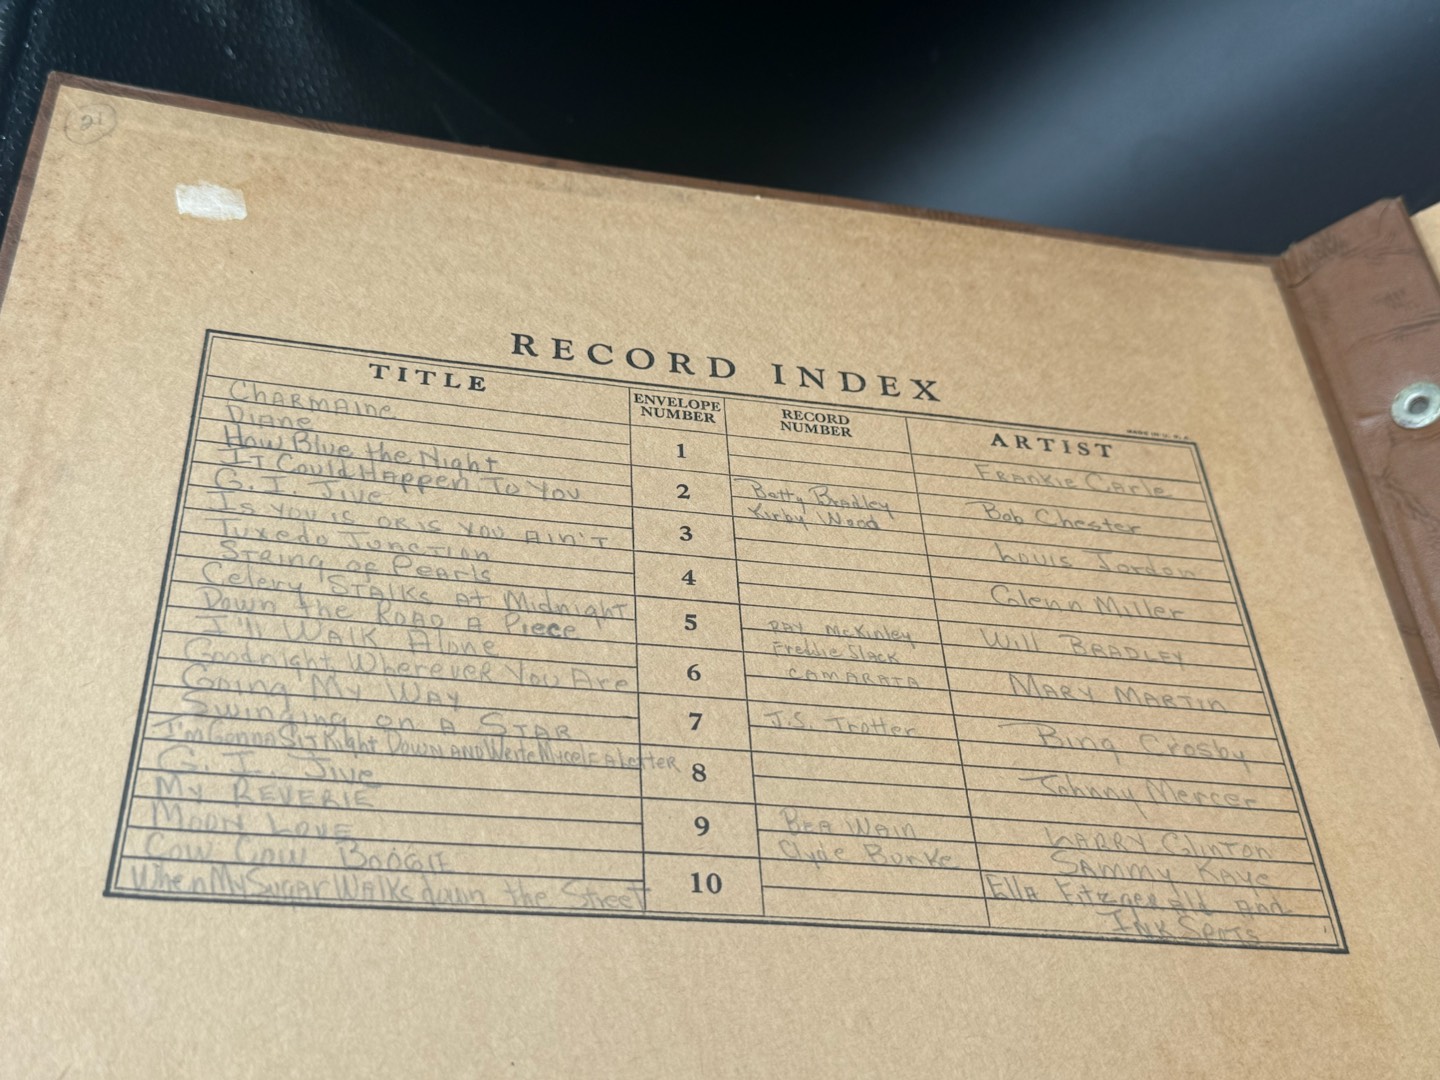 21
RECORD INDEX
TITLE
ENVELOPE NUMBER
RECORD NUMBER
ARTIST
CHARMAINE
Diane
1
FRANKIE Carle
How Blue the Night
IT Could Happen To You
2
Betty Bradley
Kirby Wood
Bob Chester
G. I. Jive
Is you is or is you AIN'T
3
Louis Jordan
Tuxedo Junction
String of Pearls
4
Glenn Miller
Celery STALKS AT Midnight
Down the ROAD A Piece
5
RAY McKinley
Freddie Slack
Will BRADLEY
I'll WALK Alone
Goodnight Wherever You Are
6
CAMARATA
MARY MARTIN
Going My WAY
Swinging on a STAR
7
J.S. Trotter
Bing Crosby
I'm Gonna Sit Right Down AND Write Myself a LetTER
G. I. Jive
8
Johnny Mercer
My REVERIE
Moon LOVE
9
BEA Wain
Clyde Burke
LARRY Clinton
SAMMY KAYE
Cow Cow BOOGIE
When My Sugar Walks down the Street
10
Ella Fitzgerald and
INK SPOTS